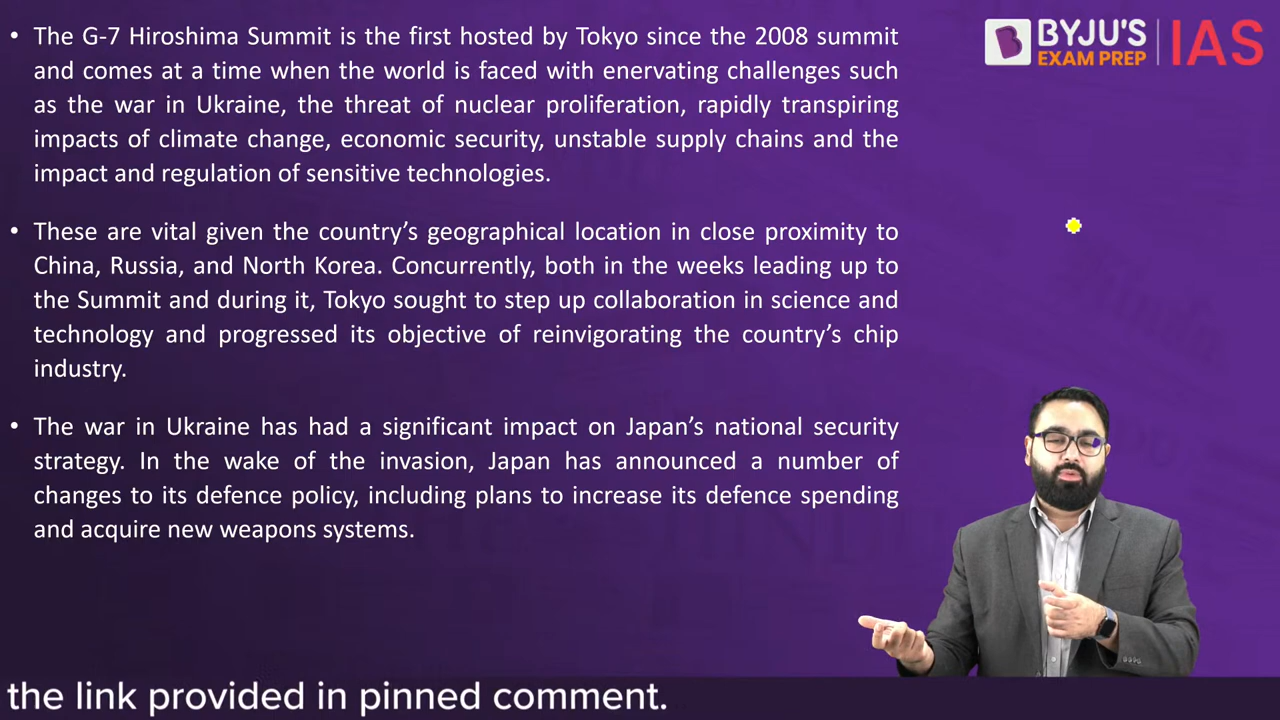 • The G-7 Hiroshima Summit is the first hosted by Tokyo since the 2008 summit
and comes at a time when the world is faced with enervating challenges such
as the war in Ukraine, the threat of nuclear proliferation, rapidly transpiring
impacts of climate change, economic security, unstable supply chains and the
impact and regulation of sensitive technologies.
• These are vital given the country’s geographical location in close proximity to
China, Russia, and North Korea. Concurrently, both in the weeks leading up to
the Summit and during it, Tokyo sought to step up collaboration in science and
technology and progressed its objective of reinvigorating the country’s chip
industry.
• The war in Ukraine has had a significant impact on Japan’s national security
strategy. In the wake of the invasion, Japan has announced a number of
changes to its defence policy, including plans to increase its defence spending
and acquire new weapons systems.
BYJU'S
EXAM PREP
IAS
the link provided in pinned comment.